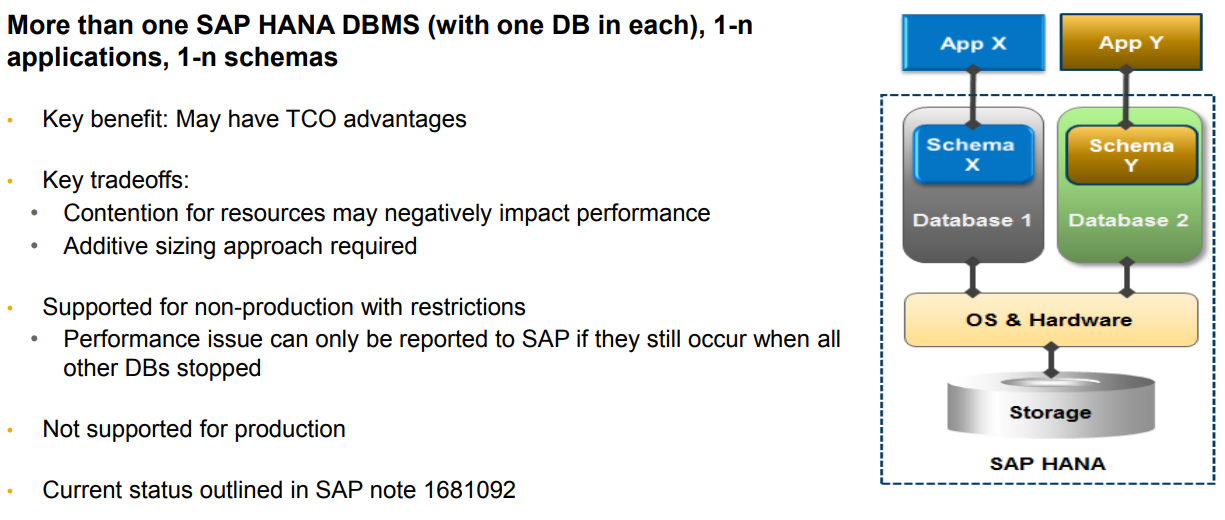 More than one SAP HANA DBMS (with one DB in each), 1-n
applications, 1-n schemas
• Key benefit: May have TCO advantages
• Key tradeoffs:
• Contention for resources may negatively impact performance
• Additive sizing approach required
• Supported for non-production with restrictions
• Performance issue can only be reported to SAP if they still occur when all
other DBs stopped
• Not supported for production
• Current status outlined in SAP note 1681092
App X
App Y
Schema
X
Schema
Y
Database 1
Database 2
OS & Hardware
Storage
SAP HANA